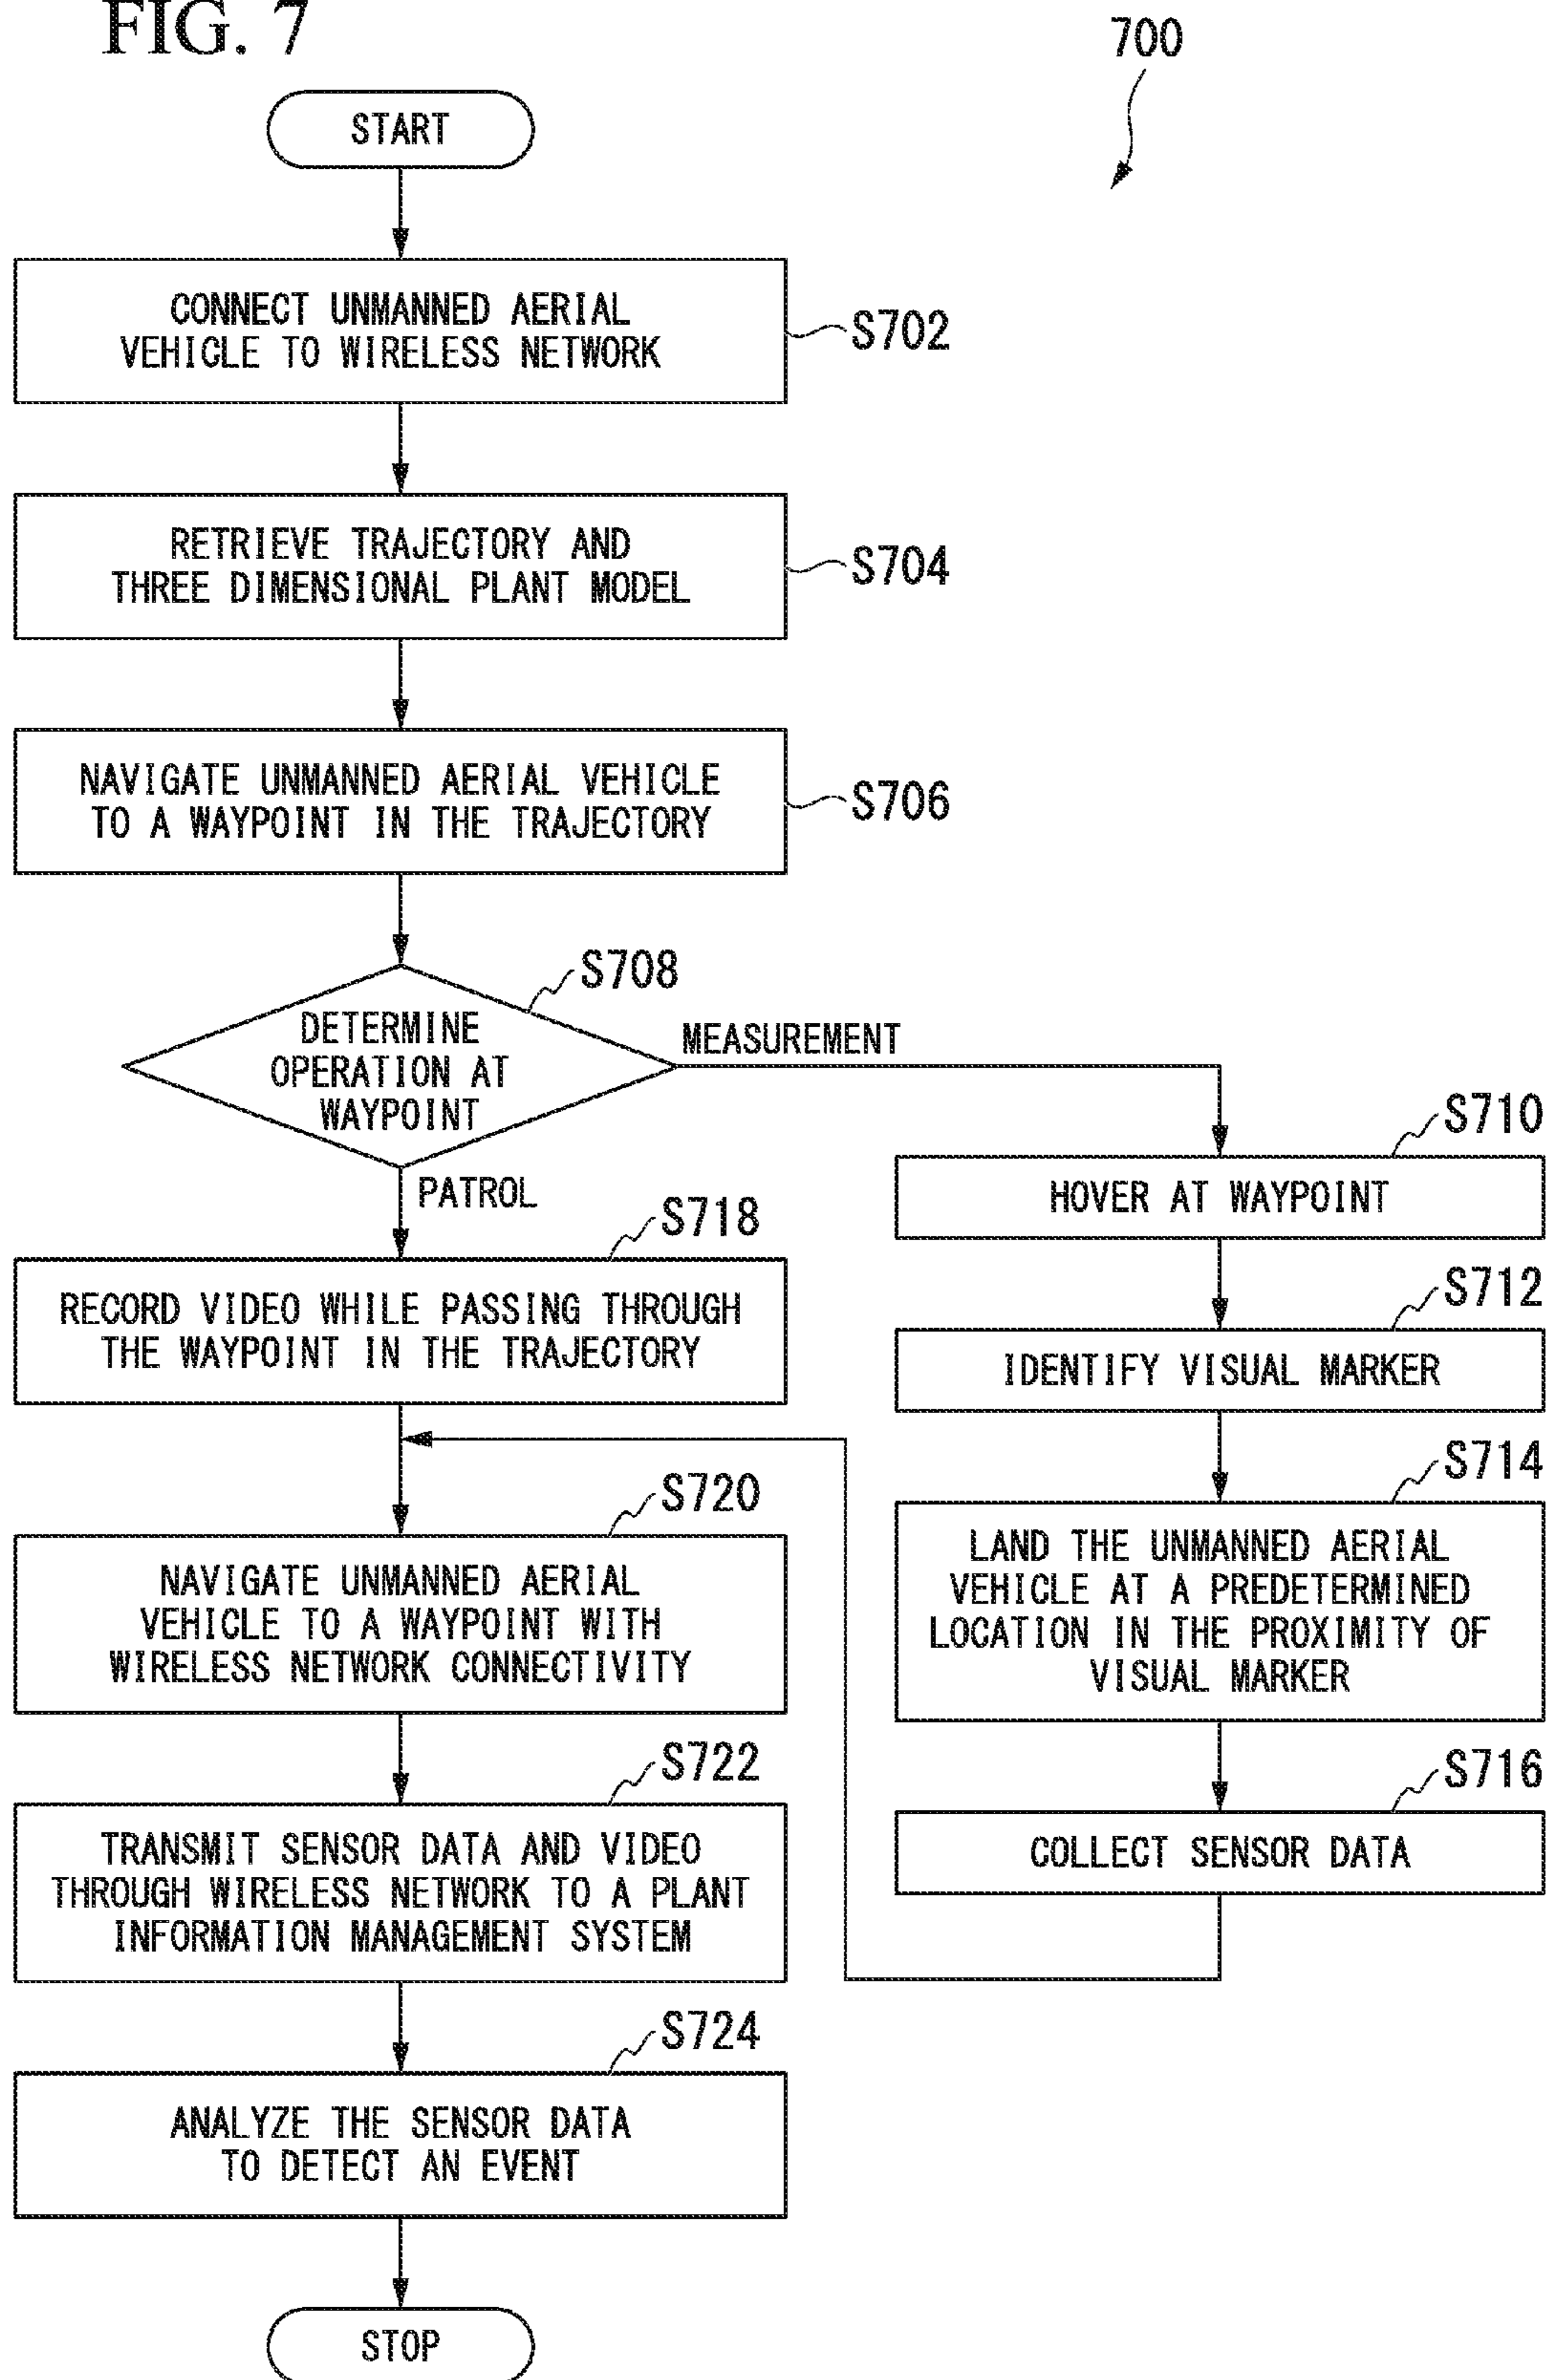 FIG. 7
700
START
CONNECT UNMANNED AERIAL
VEHICLE TO WIRELESS NETWORK
S702
RETRIEVE TRAJECTORY AND
THREE DIMENSIONAL PLANT MODEL
S704
NAVIGATE UNMANNED AERIAL VEHICLE
TO A WAYPOINT IN THE TRAJECTORY
S706
S708
DETERMINE
OPERATION AT
WAYPOINT
MEASUREMENT
PATROL
S710
HOVER AT WAYPOINT
S712
IDENTIFY VISUAL MARKER
S714
LAND THE UNMANNED AERIAL
VEHICLE AT A PREDETERMINED
LOCATION IN THE PROXIMITY OF
VISUAL MARKER
S716
COLLECT SENSOR DATA
S718
RECORD VIDEO WHILE PASSING THROUGH
THE WAYPOINT IN THE TRAJECTORY
S720
NAVIGATE UNMANNED AERIAL
VEHICLE TO A WAYPOINT WITH
WIRELESS NETWORK CONNECTIVITY
S722
TRANSMIT SENSOR DATA AND VIDEO
THROUGH WIRELESS NETWORK TO A PLANT
INFORMATION MANAGEMENT SYSTEM
S724
ANALYZE THE SENSOR DATA
TO DETECT AN EVENT
STOP